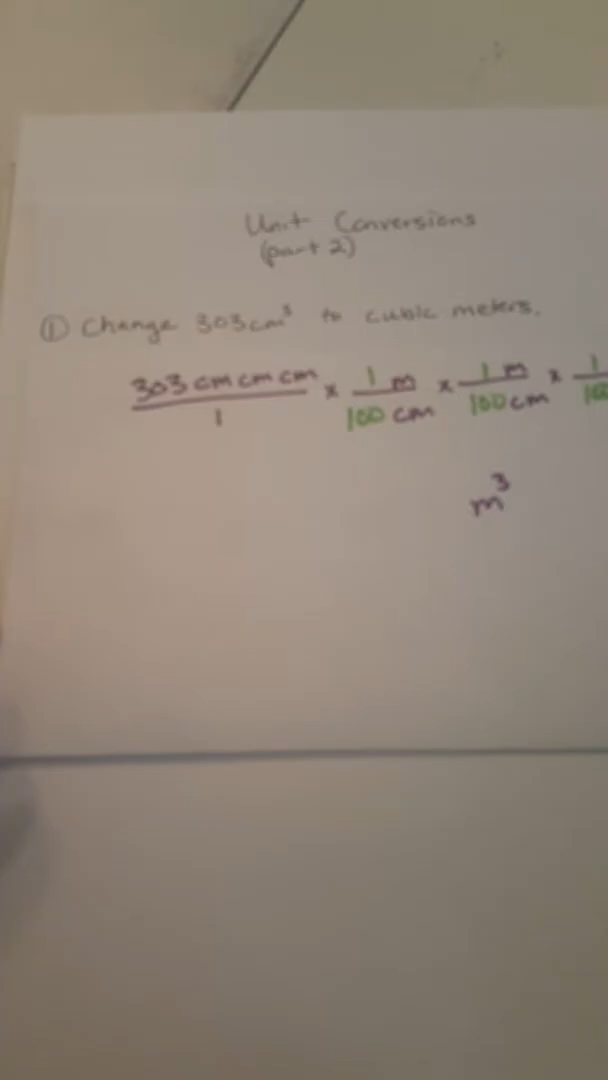 Unit Conversions
(part 2)
① Change 303cm³ to cubic meters.
303 cm cm cm / 1 × 1 m / 100 cm × 1 m / 100 cm × 1 / 10
m³